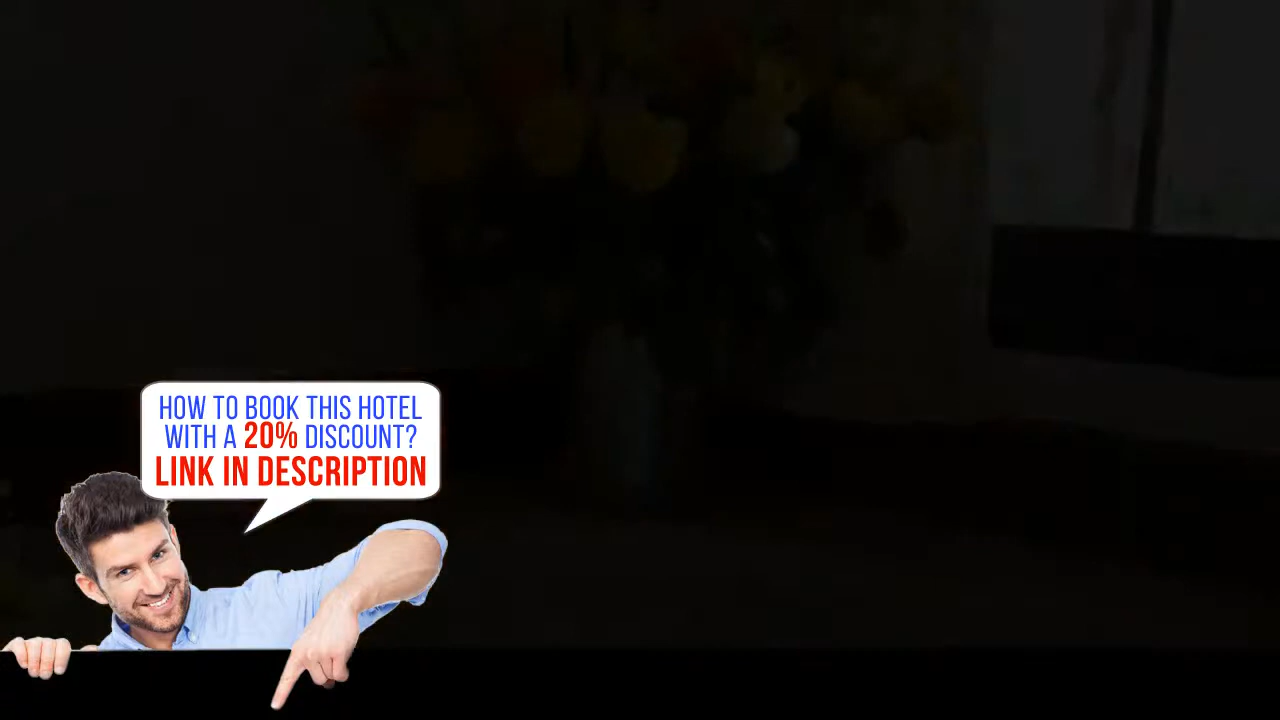 HOW TO BOOK THIS HOTEL
WITH A 20% DISCOUNT?
LINK IN DESCRIPTION